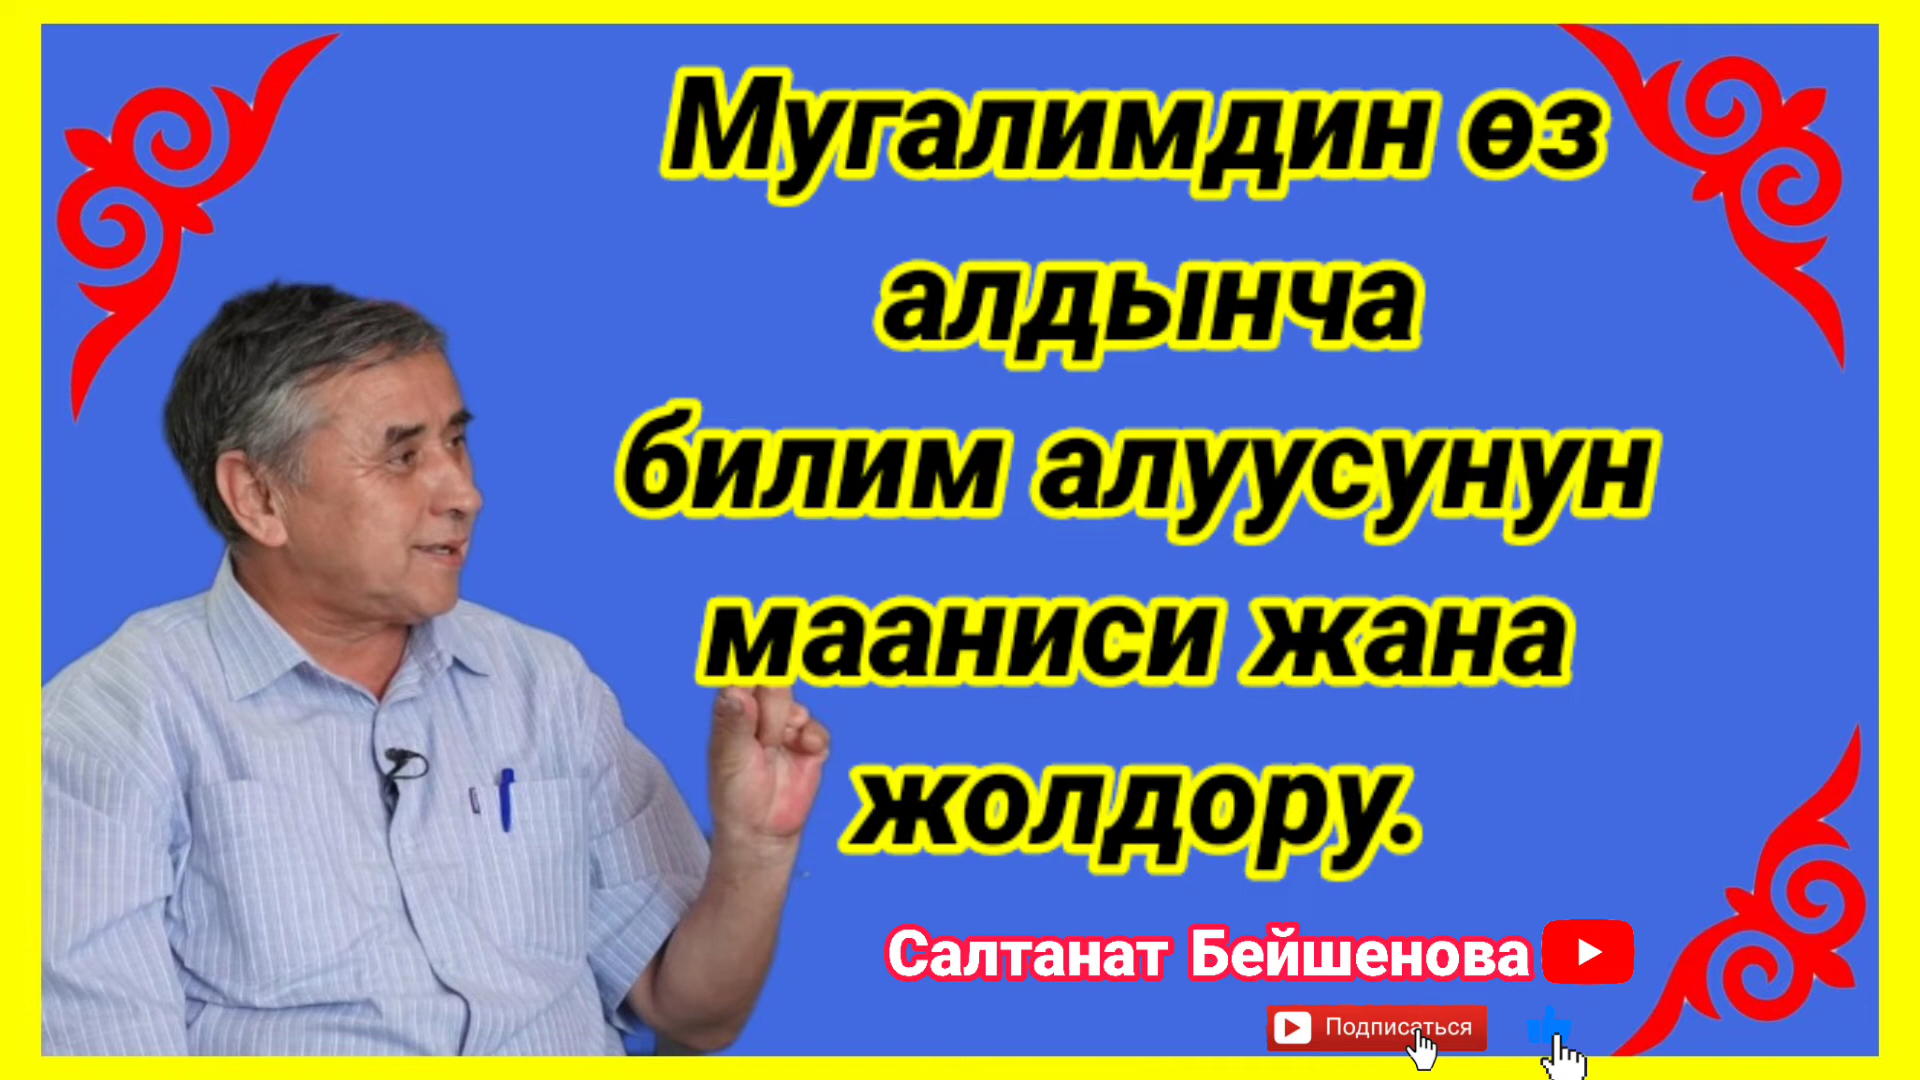 Мугалимдин өз
алдынча
билим алуусунун
мааниси жана
жолдору.
Салтанат Бейшенова
Подписаться